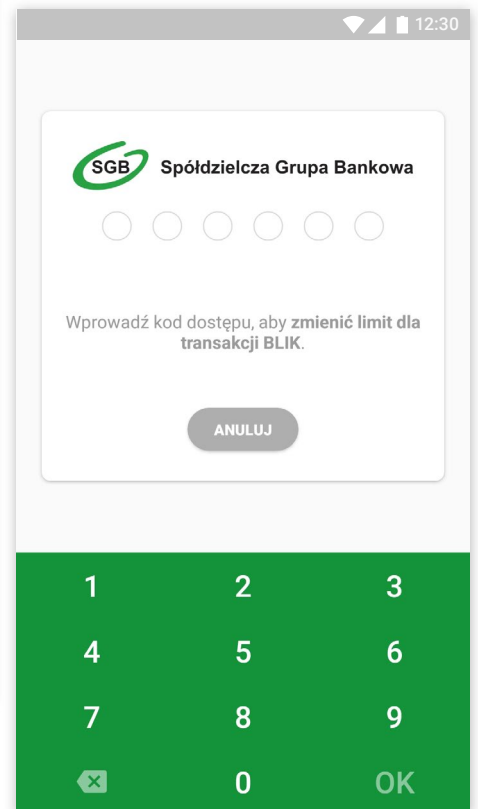 12:30
SGB Spółdzielcza Grupa Bankowa
Wprowadź kod dostępu, aby zmienić limit dla
transakcji BLIK.
ANULUJ
1 2 3
4 5 6
7 8 9
0 OK